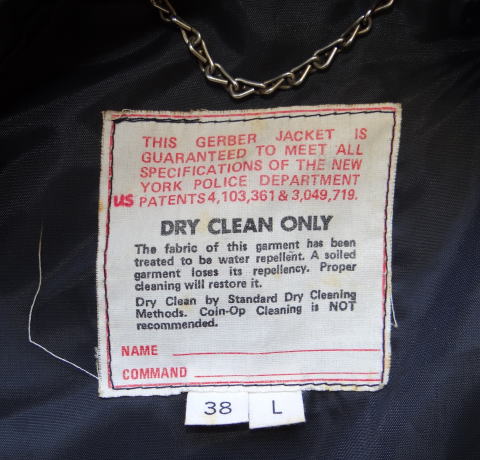 THIS GERBER JACKET IS
GUARANTEED TO MEET ALL
SPECIFICATIONS OF THE NEW
YORK POLICE DEPARTMENT
US PATENTS 4,103,361 & 3,049,719.
DRY CLEAN ONLY
The fabric of this garment has been
treated to be water repellent. A soiled
garment loses its repellency. Proper
cleaning will restore it.
Dry Clean by Standard Dry Cleaning
Methods. Coin-Op Cleaning is NOT
recommended.
NAME
COMMAND
38 L